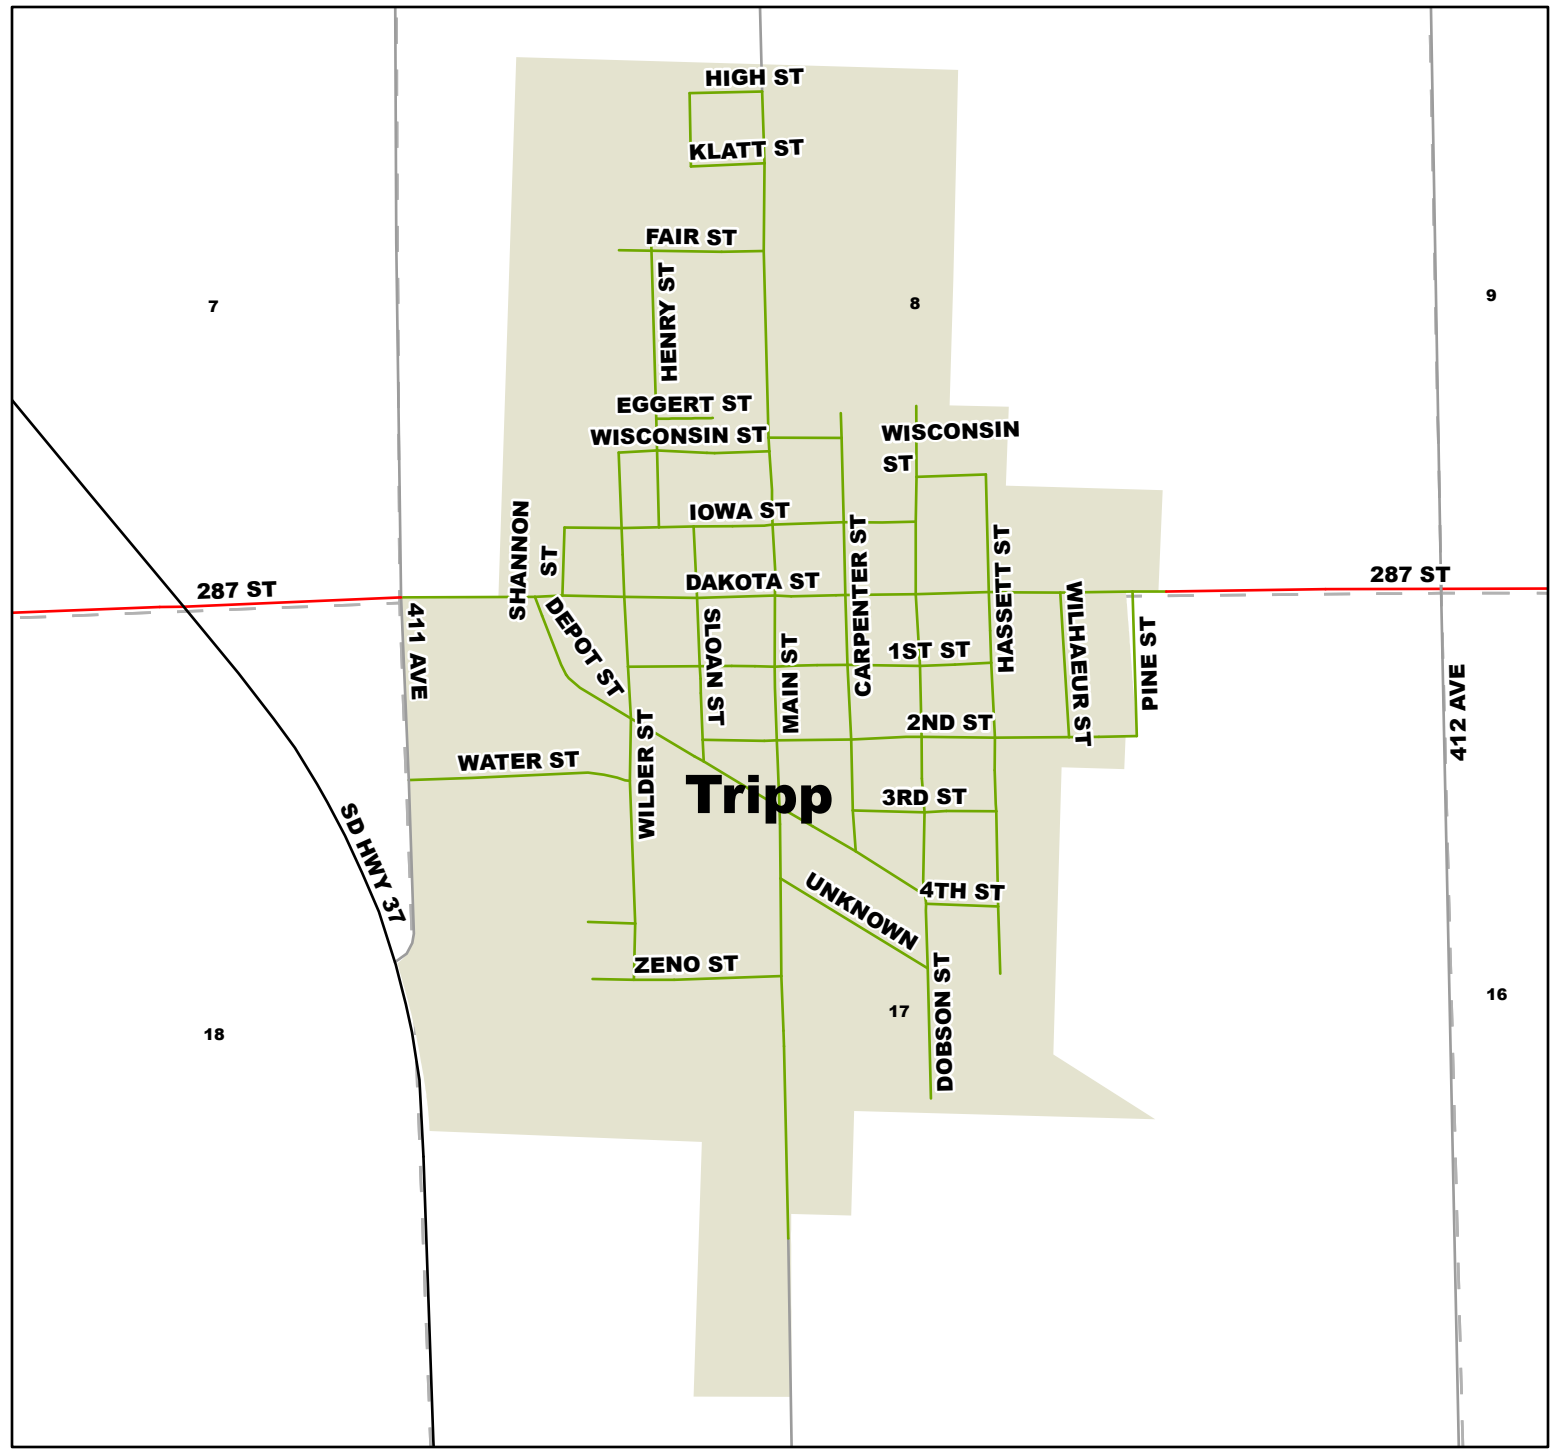 HIGH ST
KLATT ST
FAIR ST
HENRY ST
7
8
9
EGGERT ST
WISCONSIN ST
WISCONSIN
ST
IOWA ST
SHANNON
ST
CARPENTER ST
HASSETT ST
287 ST
DAKOTA ST
287 ST
411 AVE
DEPOT ST
SLOAN ST
MAIN ST
1ST ST
WILHAEUR ST
PINE ST
412 AVE
2ND ST
WATER ST
WILDER ST
Tripp
3RD ST
SD HWY 37
UNKNOWN
4TH ST
ZENO ST
DOBSON ST
17
16
18